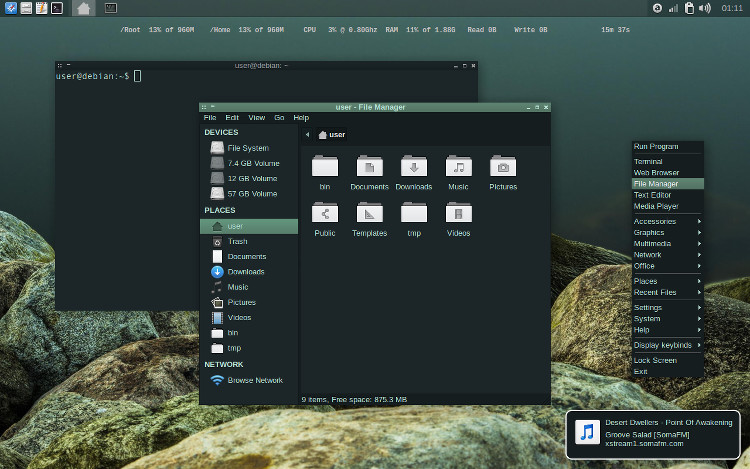 01:11
/Root 13% of 960M /Home 13% of 960M CPU 3% @ 0.80Ghz RAM 11% of 1.88G Read 0B Write 0B 15m 37s
user@debian: ~
user@debian:~$
user - File Manager
File Edit View Go Help
DEVICES
File System
7.4 GB Volume
12 GB Volume
57 GB Volume
PLACES
user
Trash
Documents
Downloads
Music
Pictures
Videos
bin
tmp
NETWORK
Browse Network
user
bin Documents Downloads Music Pictures
Public Templates tmp Videos
9 items, Free space: 875.3 MB
Run Program
Terminal
Web Browser
File Manager
Text Editor
Media Player
Accessories
Graphics
Multimedia
Network
Office
Places
Recent Files
Settings
System
Help
Display keybinds
Lock Screen
Exit
Desert Dwellers - Point Of Awakening
Groove Salad [SomaFM]
xstream1.somafm.com